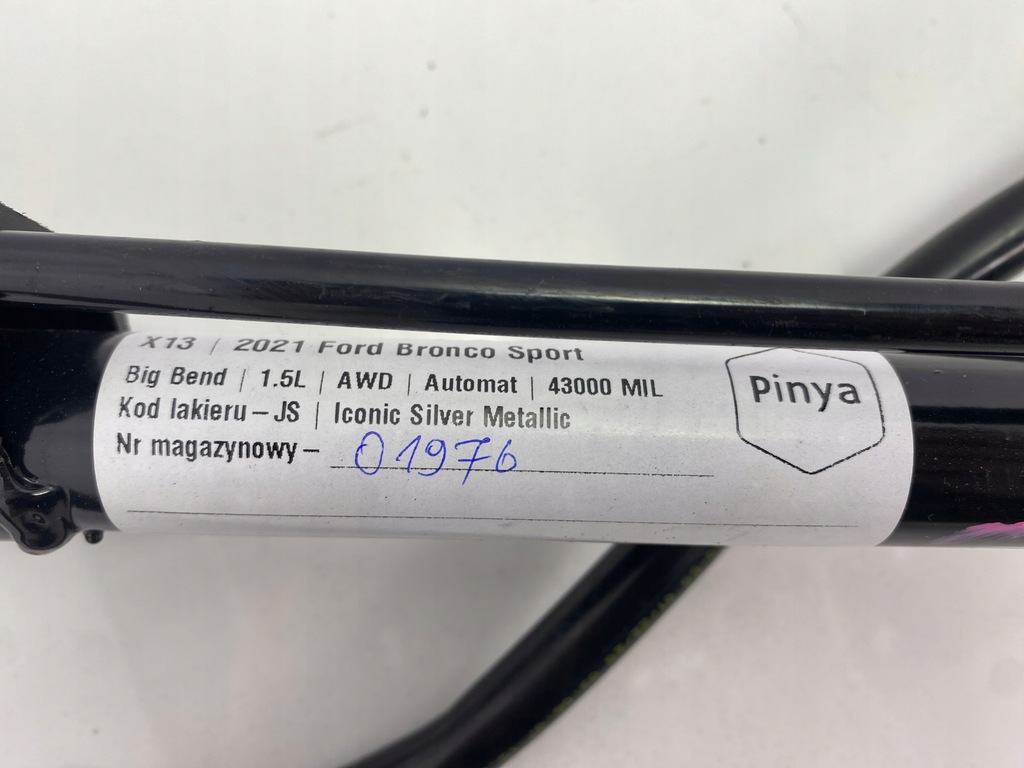 X13 / 2021 Ford Bronco Sport
Big Bend | 1.5L | AWD | Automat | 43000 MIL
Kod lakieru – JS | Iconic Silver Metallic
Nr magazynowy – 01976
Pinya